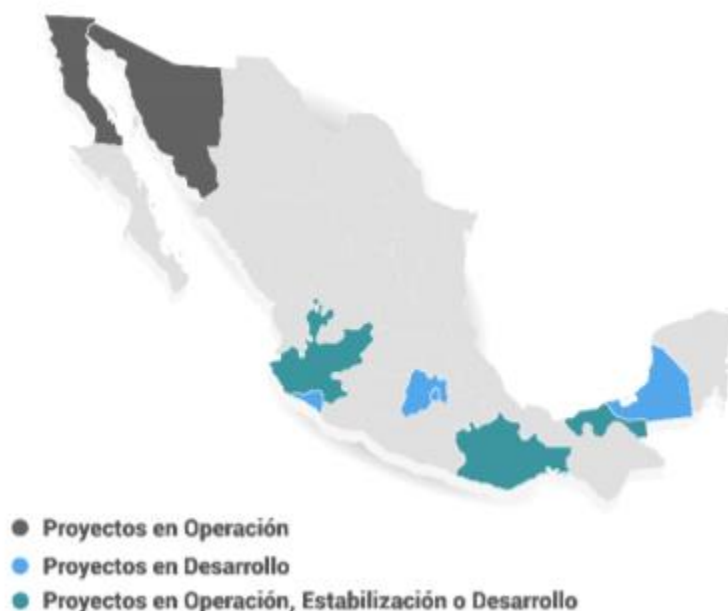 Proyectos en Operación
Proyectos en Desarrollo
Proyectos en Operación, Estabilización o Desarrollo